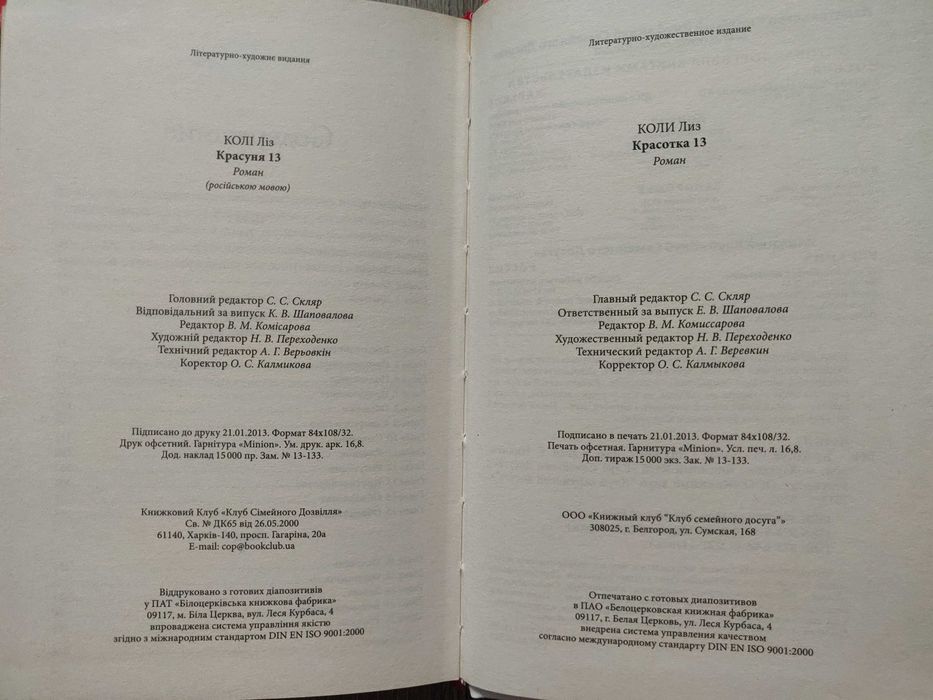 Літературно-художнє видання
КОЛІ Ліз
Красуня 13
Роман
(російською мовою)
Головний редактор С. С. Скляр
Відповідальний за випуск К. В. Шаповалова
Редактор В. М. Комісарова
Художній редактор Н. В. Переходенко
Технічний редактор А. Г. Верьовкін
Коректор О. С. Калмикова
Підписано до друку 21.01.2013. Формат 84х108/32.
Друк офсетний. Гарнітура «Minion». Ум. друк. арк. 16,8.
Дод. наклад 15 000 пр. Зам. № 13-133.
Книжковий Клуб «Клуб Сімейного Дозвілля»
Св. № ДК65 від 26.05.2000
61140, Харків-140, просп. Гагаріна, 20а
E-mail: cop@bookclub.ua
Віддруковано з готових діапозитивів
у ПАТ «Білоцерківська книжкова фабрика»
09117, м. Біла Церква, вул. Леся Курбаса, 4
впроваджена система управління якістю
згідно з міжнародним стандартом DIN EN ISO 9001:2000
Литературно-художественное издание
КОЛИ Лиз
Красотка 13
Роман
Главный редактор С. С. Скляр
Ответственный за выпуск Е. В. Шаповалова
Редактор В. М. Комиссарова
Художественный редактор Н. В. Переходенко
Технический редактор А. Г. Веревкин
Корректор О. С. Калмыкова
Подписано в печать 21.01.2013. Формат 84х108/32.
Печать офсетная. Гарнитура «Minion». Усл. печ. л. 16,8.
Доп. тираж 15 000 экз. Зак. № 13-133.
ООО «Книжный клуб "Клуб семейного досуга"»
308025, г. Белгород, ул. Сумская, 168
Отпечатано с готовых диапозитивов
в ПАО «Белоцерковская книжная фабрика»
09117, г. Белая Церковь, ул. Леся Курбаса, 4
внедрена система управления качеством
согласно международному стандарту DIN EN ISO 9001:2000